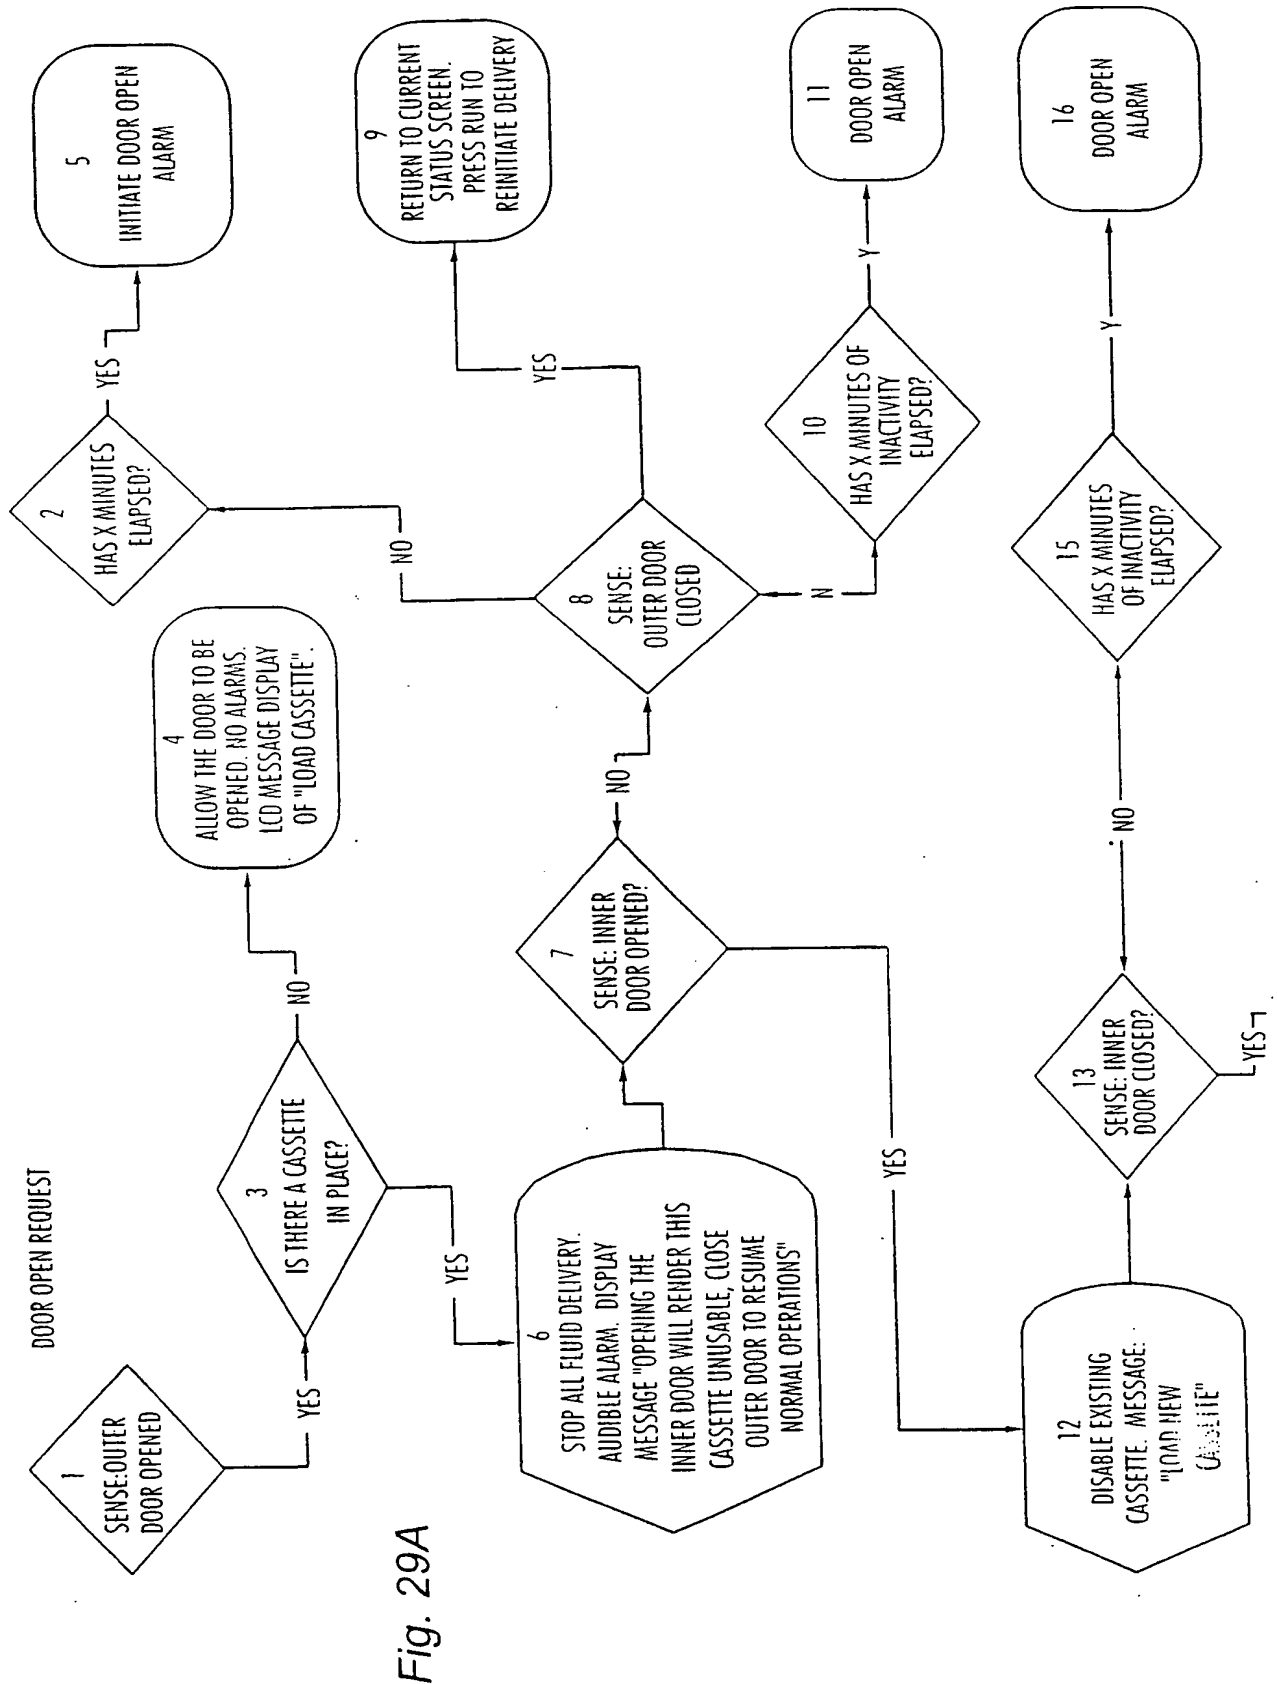 DOOR OPEN REQUEST
1
SENSE:OUTER
DOOR OPENED
YES
3
IS THERE A CASSETTE
IN PLACE?
NO
4
ALLOW THE DOOR TO BE
OPENED. NO ALARMS.
LCD MESSAGE DISPLAY
OF "LOAD CASSETTE".
2
HAS X MINUTES
ELAPSED?
YES
5
INITIATE DOOR OPEN
ALARM
YES
6
STOP ALL FLUID DELIVERY.
AUDIBLE ALARM. DISPLAY
MESSAGE "OPENING THE
INNER DOOR WILL RENDER THIS
CASSETTE UNUSABLE, CLOSE
OUTER DOOR TO RESUME
NORMAL OPERATIONS"
7
SENSE: INNER
DOOR OPENED?
NO
8
SENSE:
OUTER DOOR
CLOSED
NO
YES
9
RETURN TO CURRENT
STATUS SCREEN.
PRESS RUN TO
REINITIATE DELIVERY
N
10
HAS X MINUTES OF
INACTIVITY
ELAPSED?
Y
11
DOOR OPEN
ALARM
YES
12
DISABLE EXISTING
CASSETTE. MESSAGE:
"LOAD NEW
CASSETTE"
13
SENSE: INNER
DOOR CLOSED?
YES
NO
15
HAS X MINUTES
OF INACTIVITY
ELAPSED?
Y
16
DOOR OPEN
ALARM
Fig. 29A